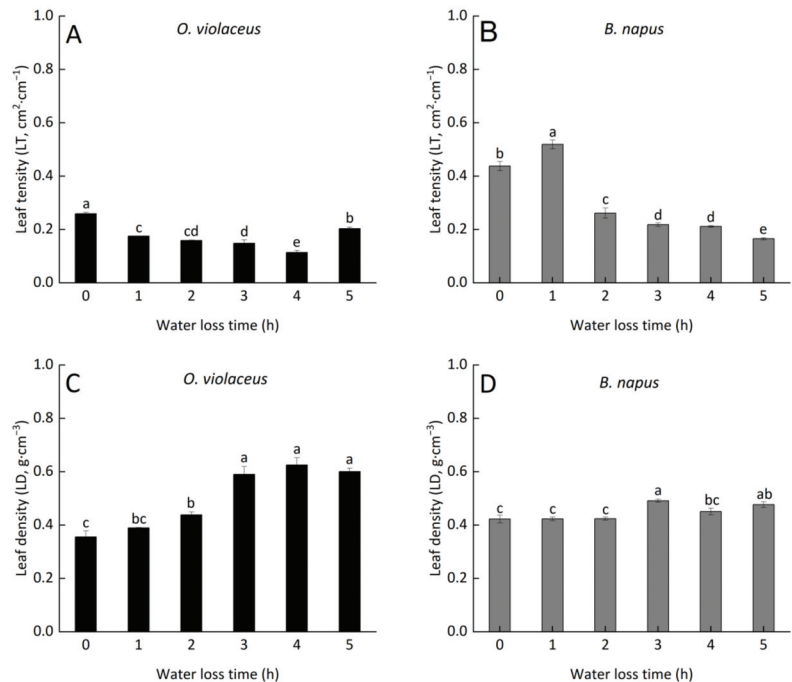 A
O. violaceus
Leaf tensity (LT, cm²·cm⁻¹)
1.0
0.8
0.6
0.4
0.2
0.0
a
c
cd
d
e
b
0 1 2 3 4 5
Water loss time (h)
B
B. napus
Leaf tensity (LT, cm²·cm⁻¹)
1.0
0.8
0.6
0.4
0.2
0.0
b
a
c
d
d
e
0 1 2 3 4 5
Water loss time (h)
C
O. violaceus
Leaf density (LD, g·cm⁻³)
1.0
0.8
0.6
0.4
0.2
0.0
c
bc
b
a
a
a
0 1 2 3 4 5
Water loss time (h)
D
B. napus
Leaf density (LD, g·cm⁻³)
1.0
0.8
0.6
0.4
0.2
0.0
c
c
c
a
bc
ab
0 1 2 3 4 5
Water loss time (h)